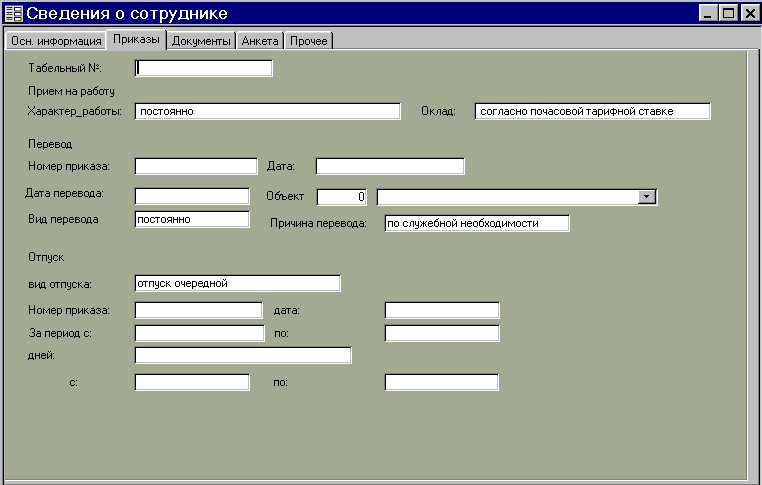 Сведения о сотруднике
Осн. информация Приказы Документы Анкета Прочее
Табельный №:
Прием на работу
Характер_работы: постоянно Оклад: согласно почасовой тарифной ставке
Перевод
Номер приказа: Дата:
Дата перевода: Объект 0
Вид перевода постоянно Причина перевода: по служебной необходимости
Отпуск
вид отпуска: отпуск очередной
Номер приказа: дата:
За период с: по:
дней:
с: по: